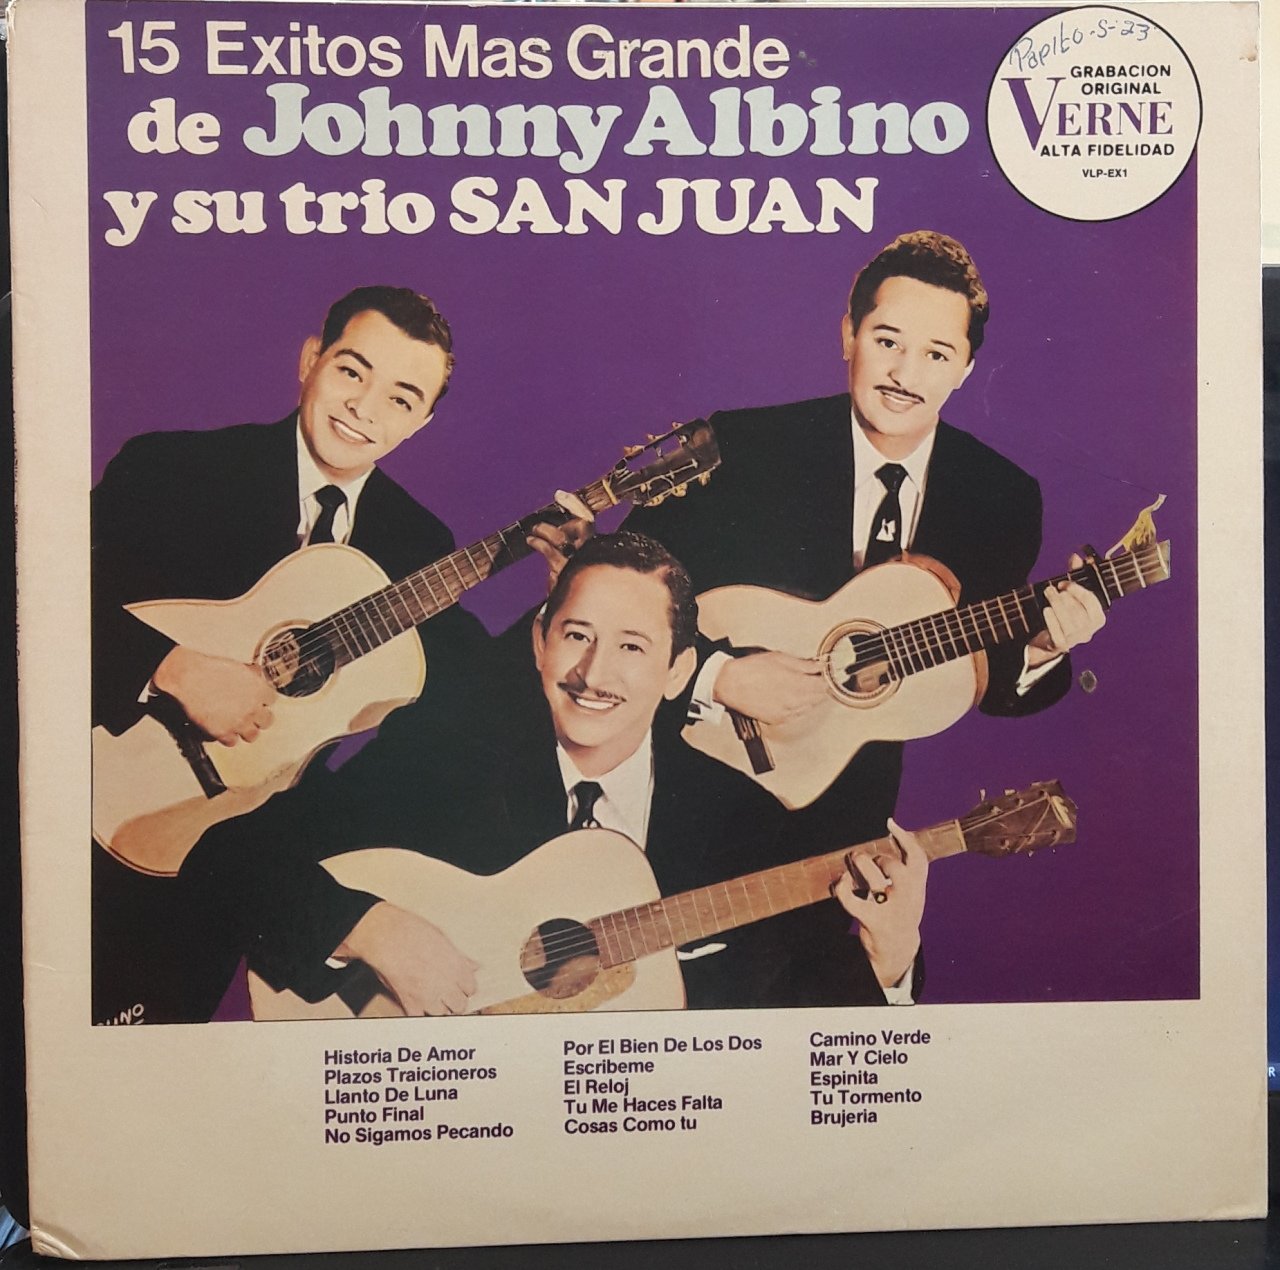 15 Exitos Mas Grande
de Johnny Albino
y su trio SAN JUAN
Papito-S-23
GRABACION
ORIGINAL
VERNE
ALTA FIDELIDAD
VLP-EX1
Historia De Amor
Plazos Traicioneros
Llanto De Luna
Punto Final
No Sigamos Pecando
Por El Bien De Los Dos
Escribeme
El Reloj
Tu Me Haces Falta
Cosas Como tu
Camino Verde
Mar Y Cielo
Espinita
Tu Tormento
Brujeria